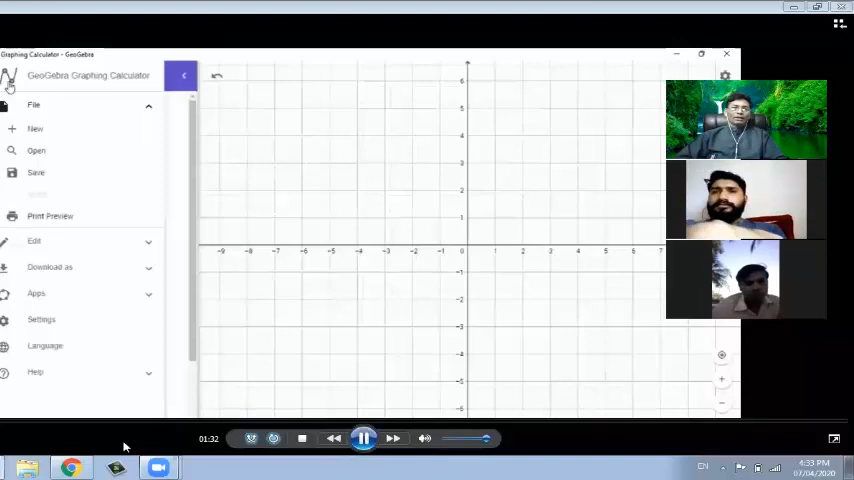 Graphing Calculator - GeoGebra
GeoGebra Graphing Calculator
File
New
Open
Save
Print Preview
Edit
Download as
Apps
Settings
Language
Help
6
5
4
3
2
1
-9 -8 -7 -6 -5 -4 -3 -2 -1 0 1 2 3 4 5 6 7
-1
-2
-3
-4
-5
-6
01:32
EN
4:33 PM
07/04/2020